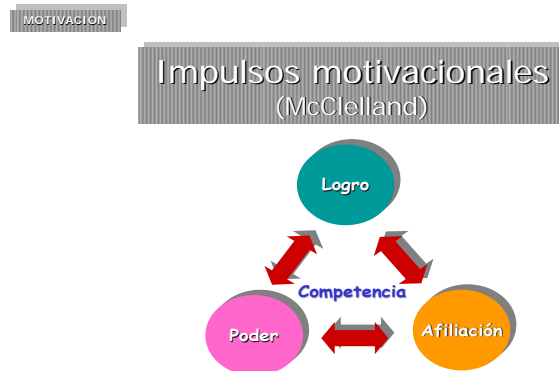 MOTIVACION
Impulsos motivacionales
(McClelland)
Logro
Competencia
Poder
Afiliación